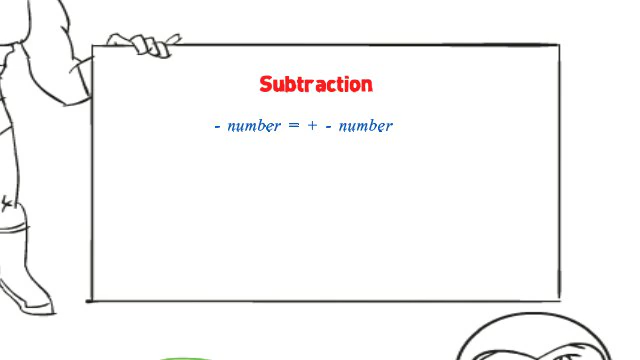 Subtraction
- number = + - number